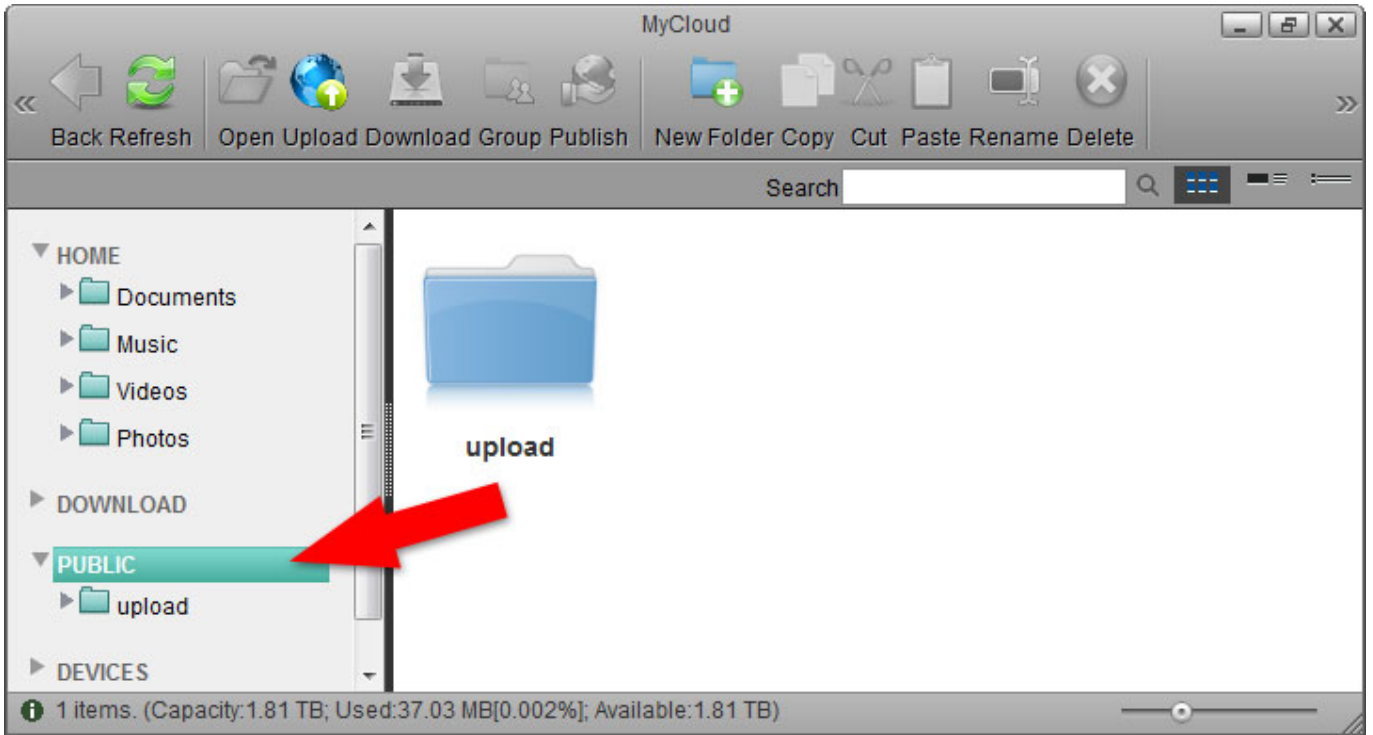 MyCloud
Back Refresh Open Upload Download Group Publish New Folder Copy Cut Paste Rename Delete
Search
HOME
Documents
Music
Videos
Photos
DOWNLOAD
PUBLIC
upload
DEVICES
upload
1 items. (Capacity:1.81 TB; Used:37.03 MB[0.002%]; Available:1.81 TB)